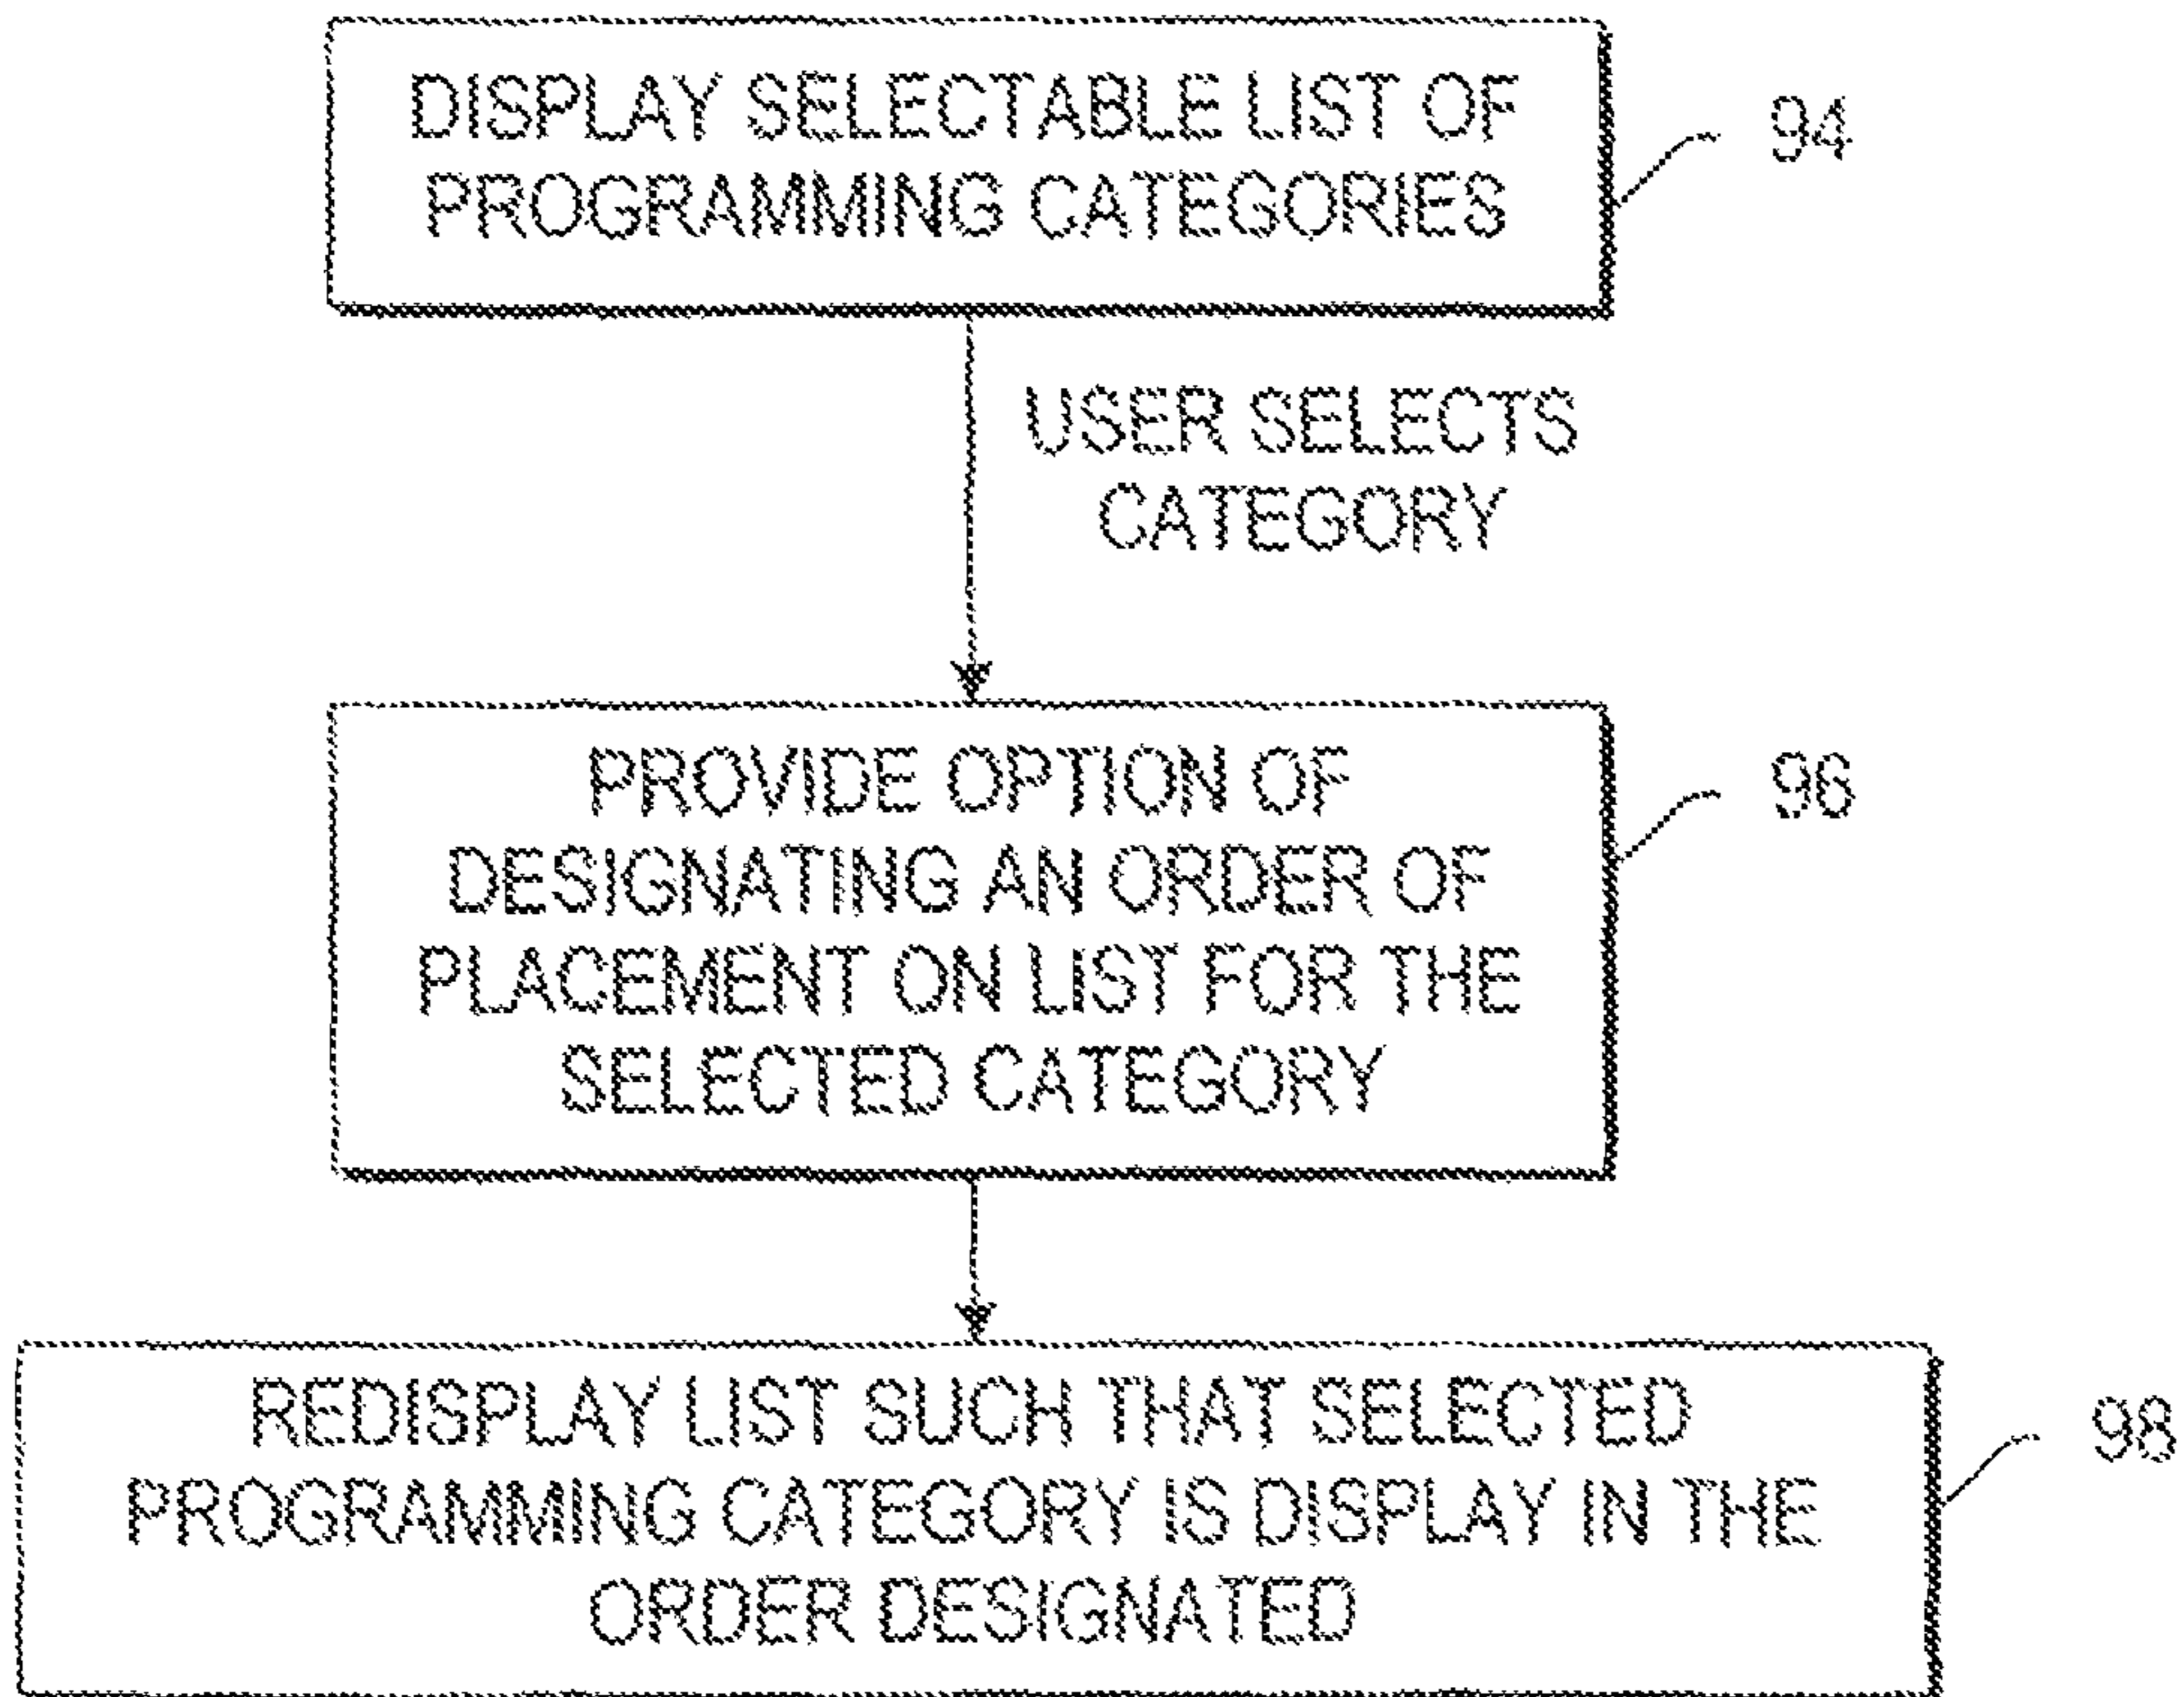 DISPLAY SELECTABLE LIST OF
PROGRAMMING CATEGORIES
94
USER SELECTS
CATEGORY
PROVIDE OPTION OF
DESIGNATING AN ORDER OF
PLACEMENT ON LIST FOR THE
SELECTED CATEGORY
96
REDISPLAY LIST SUCH THAT SELECTED
PROGRAMMING CATEGORY IS DISPLAY IN THE
ORDER DESIGNATED
98